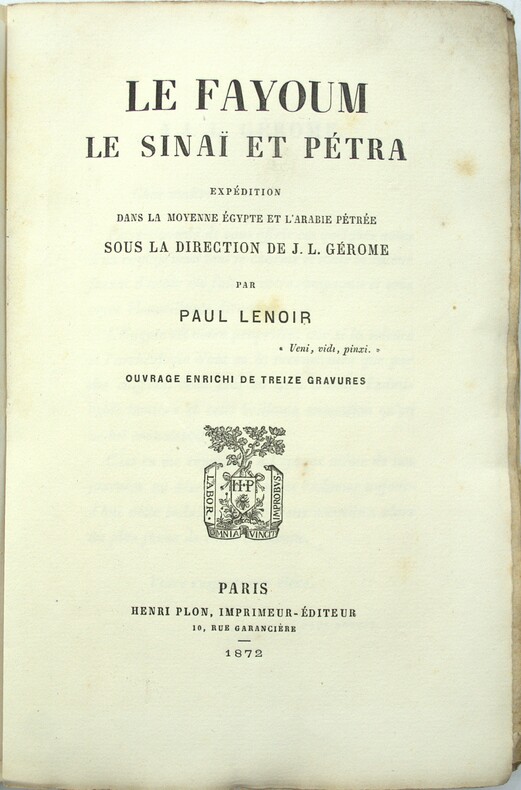 LE FAYOUM
LE SINAÏ ET PÉTRA
EXPÉDITION
DANS LA MOYENNE ÉGYPTE ET L'ARABIE PÉTRÉE
SOUS LA DIRECTION DE J. L. GÉROME
PAR
PAUL LENOIR
« Veni, vidi, pinxi. »
OUVRAGE ENRICHI DE TREIZE GRAVURES
H P
LABOR
OMNIA VINCIT
IMPROBVS
PARIS
HENRI PLON, IMPRIMEUR-ÉDITEUR
10, RUE GARANCIÈRE
1872